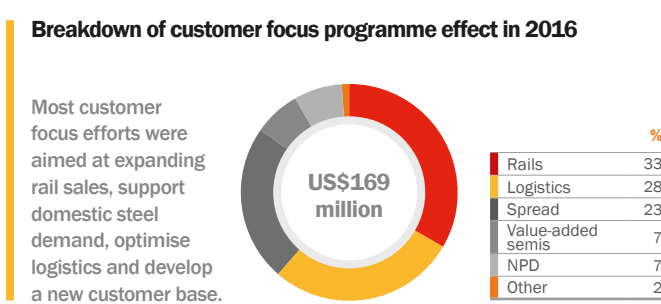 Breakdown of customer focus programme effect in 2016
Most customer
focus efforts were
aimed at expanding
rail sales, support
domestic steel
demand, optimise
logistics and develop
a new customer base.
US$169
million
%
Rails 33
Logistics 28
Spread 23
Value-added
semis 7
NPD 7
Other 2